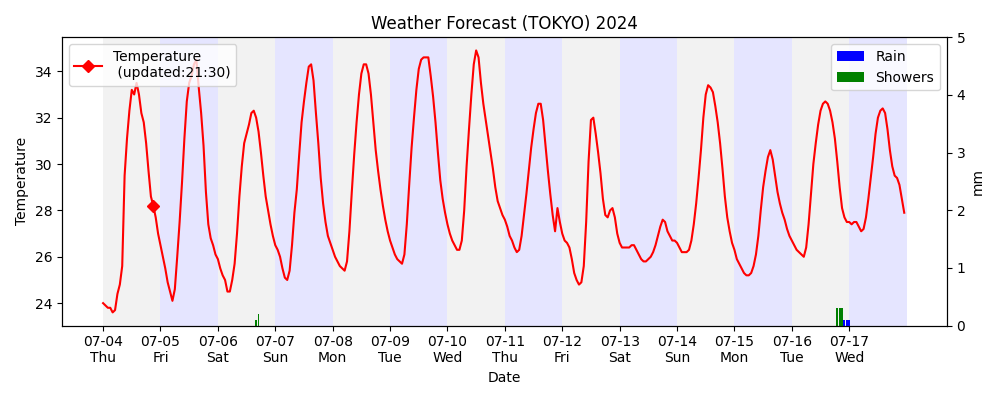 Weather Forecast (TOKYO) 2024
Temperature
(updated:21:30)
Rain
Showers
Temperature
34
32
30
28
26
24
5
4
3
2
1
0
mm
07-04 07-05 07-06 07-07 07-08 07-09 07-10 07-11 07-12 07-13 07-14 07-15 07-16 07-17
Thu Fri Sat Sun Mon Tue Wed Thu Fri Sat Sun Mon Tue Wed
Date